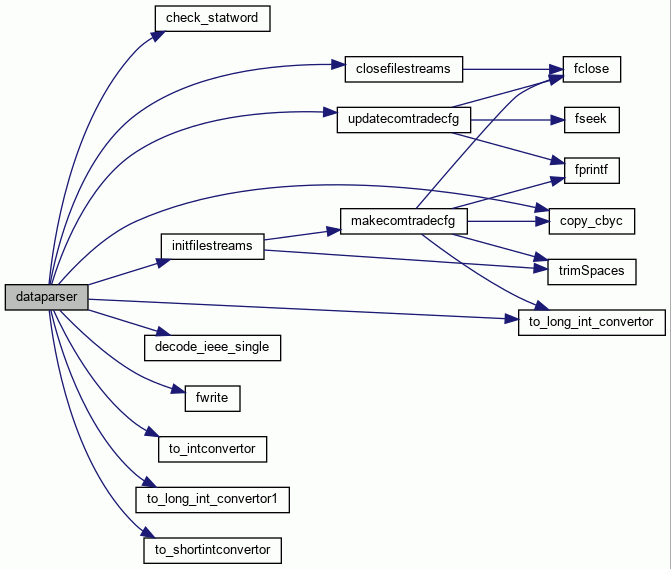 check_statword
closefilestreams
fclose
updatecomtradecfg
fseek
fprintf
makecomtradecfg
copy_cbyc
initfilestreams
trimSpaces
dataparser
to_long_int_convertor
decode_ieee_single
fwrite
to_intconvertor
to_long_int_convertor1
to_shortintconvertor